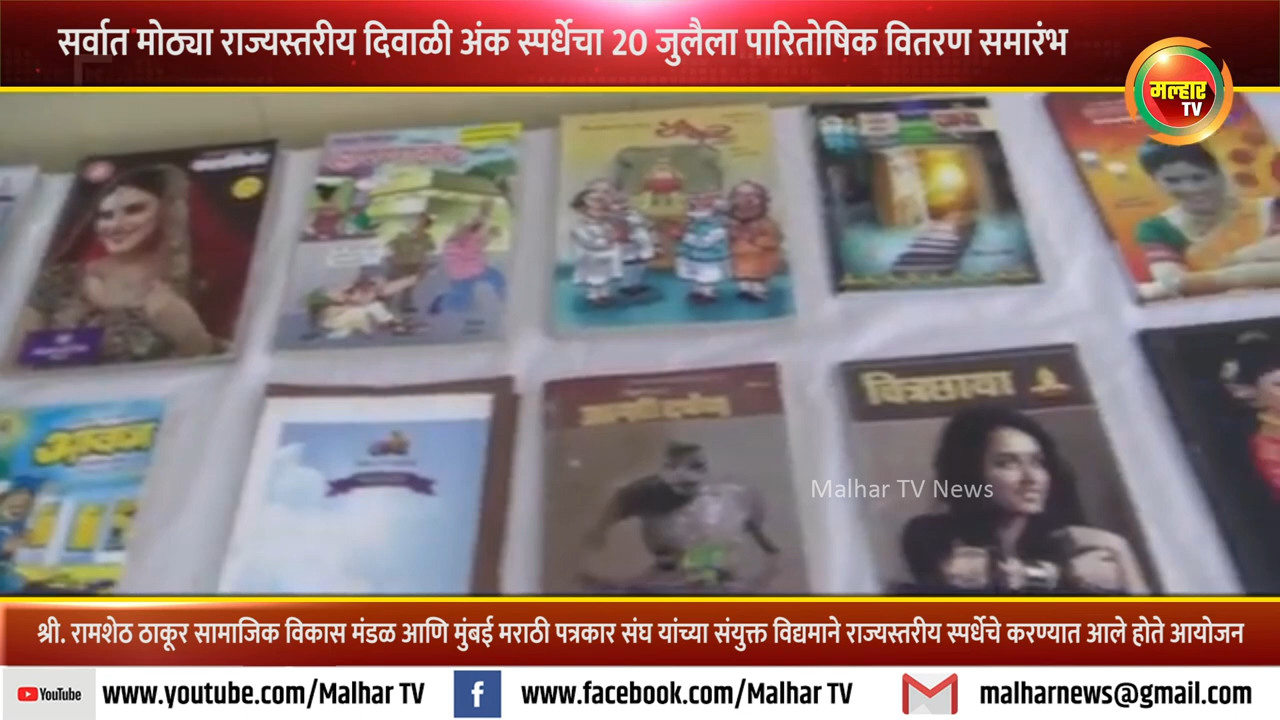 सर्वात मोठ्या राज्यस्तरीय दिवाळी अंक स्पर्धेचा 20 जुलैला पारितोषिक वितरण समारंभ
मल्हार
TV
चित्रछाया
Malhar TV News
श्री. रामशेठ ठाकूर सामाजिक विकास मंडळ आणि मुंबई मराठी पत्रकार संघ यांच्या संयुक्त विद्यमाने राज्यस्तरीय स्पर्धेचे करण्यात आले होते आयोजन
YouTube www.youtube.com/Malhar TV f www.facebook.com/Malhar TV malharnews@gmail.com